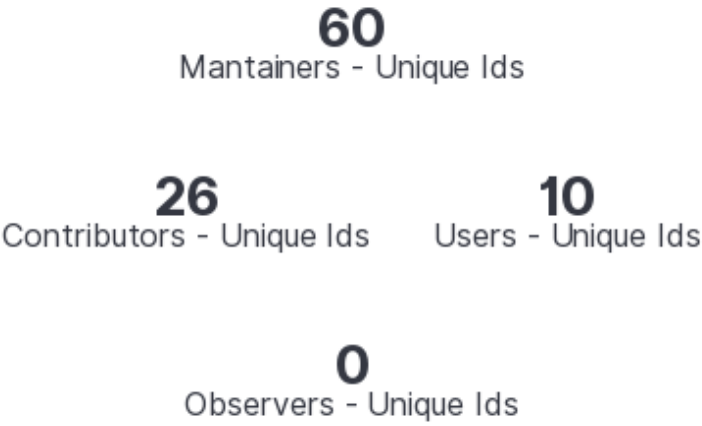 60
Mantainers - Unique Ids
26
Contributors - Unique Ids
10
Users - Unique Ids
0
Observers - Unique Ids